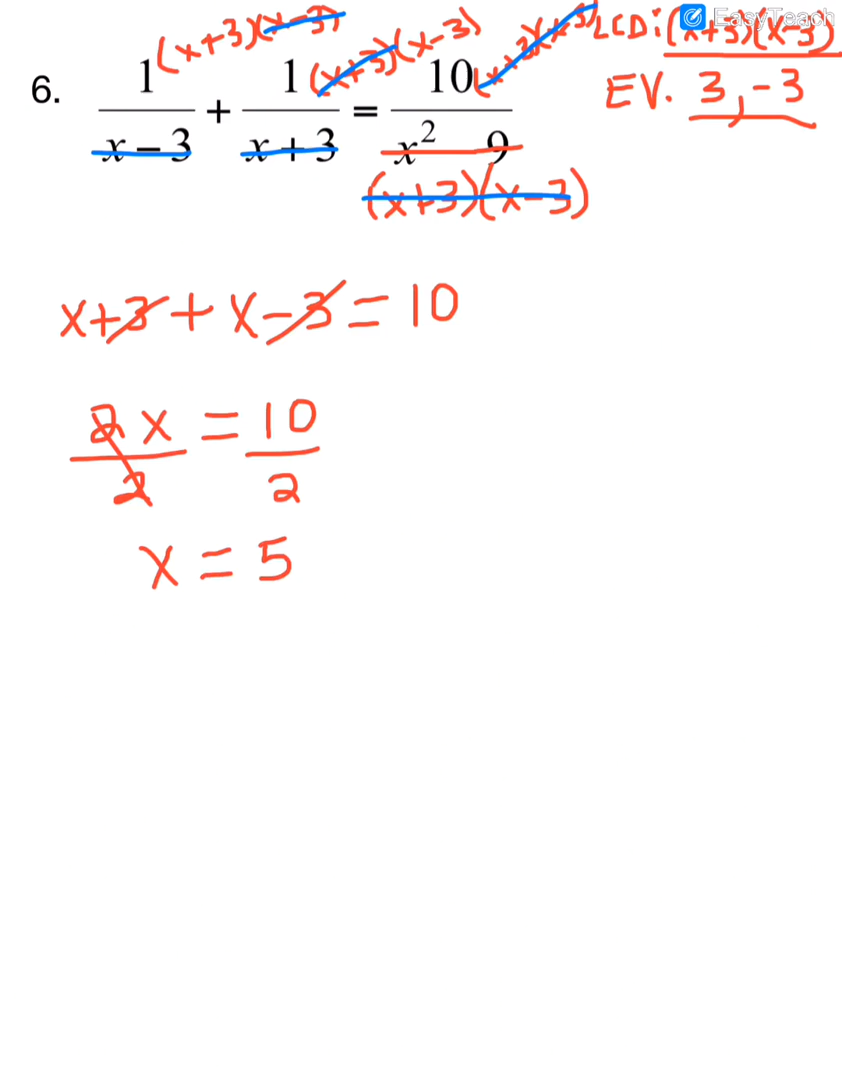 LCD: (x+3)(x-3)
EasyTeach
EV. 3,-3
6. 1(x+3)(x-3)/x - 3 + 1(x+3)(x-3)/x + 3 = 10(x+3)(x-3)/x² - 9
(x+3)(x-3)
x+3+x-3=10
2x = 10
2 2
x = 5